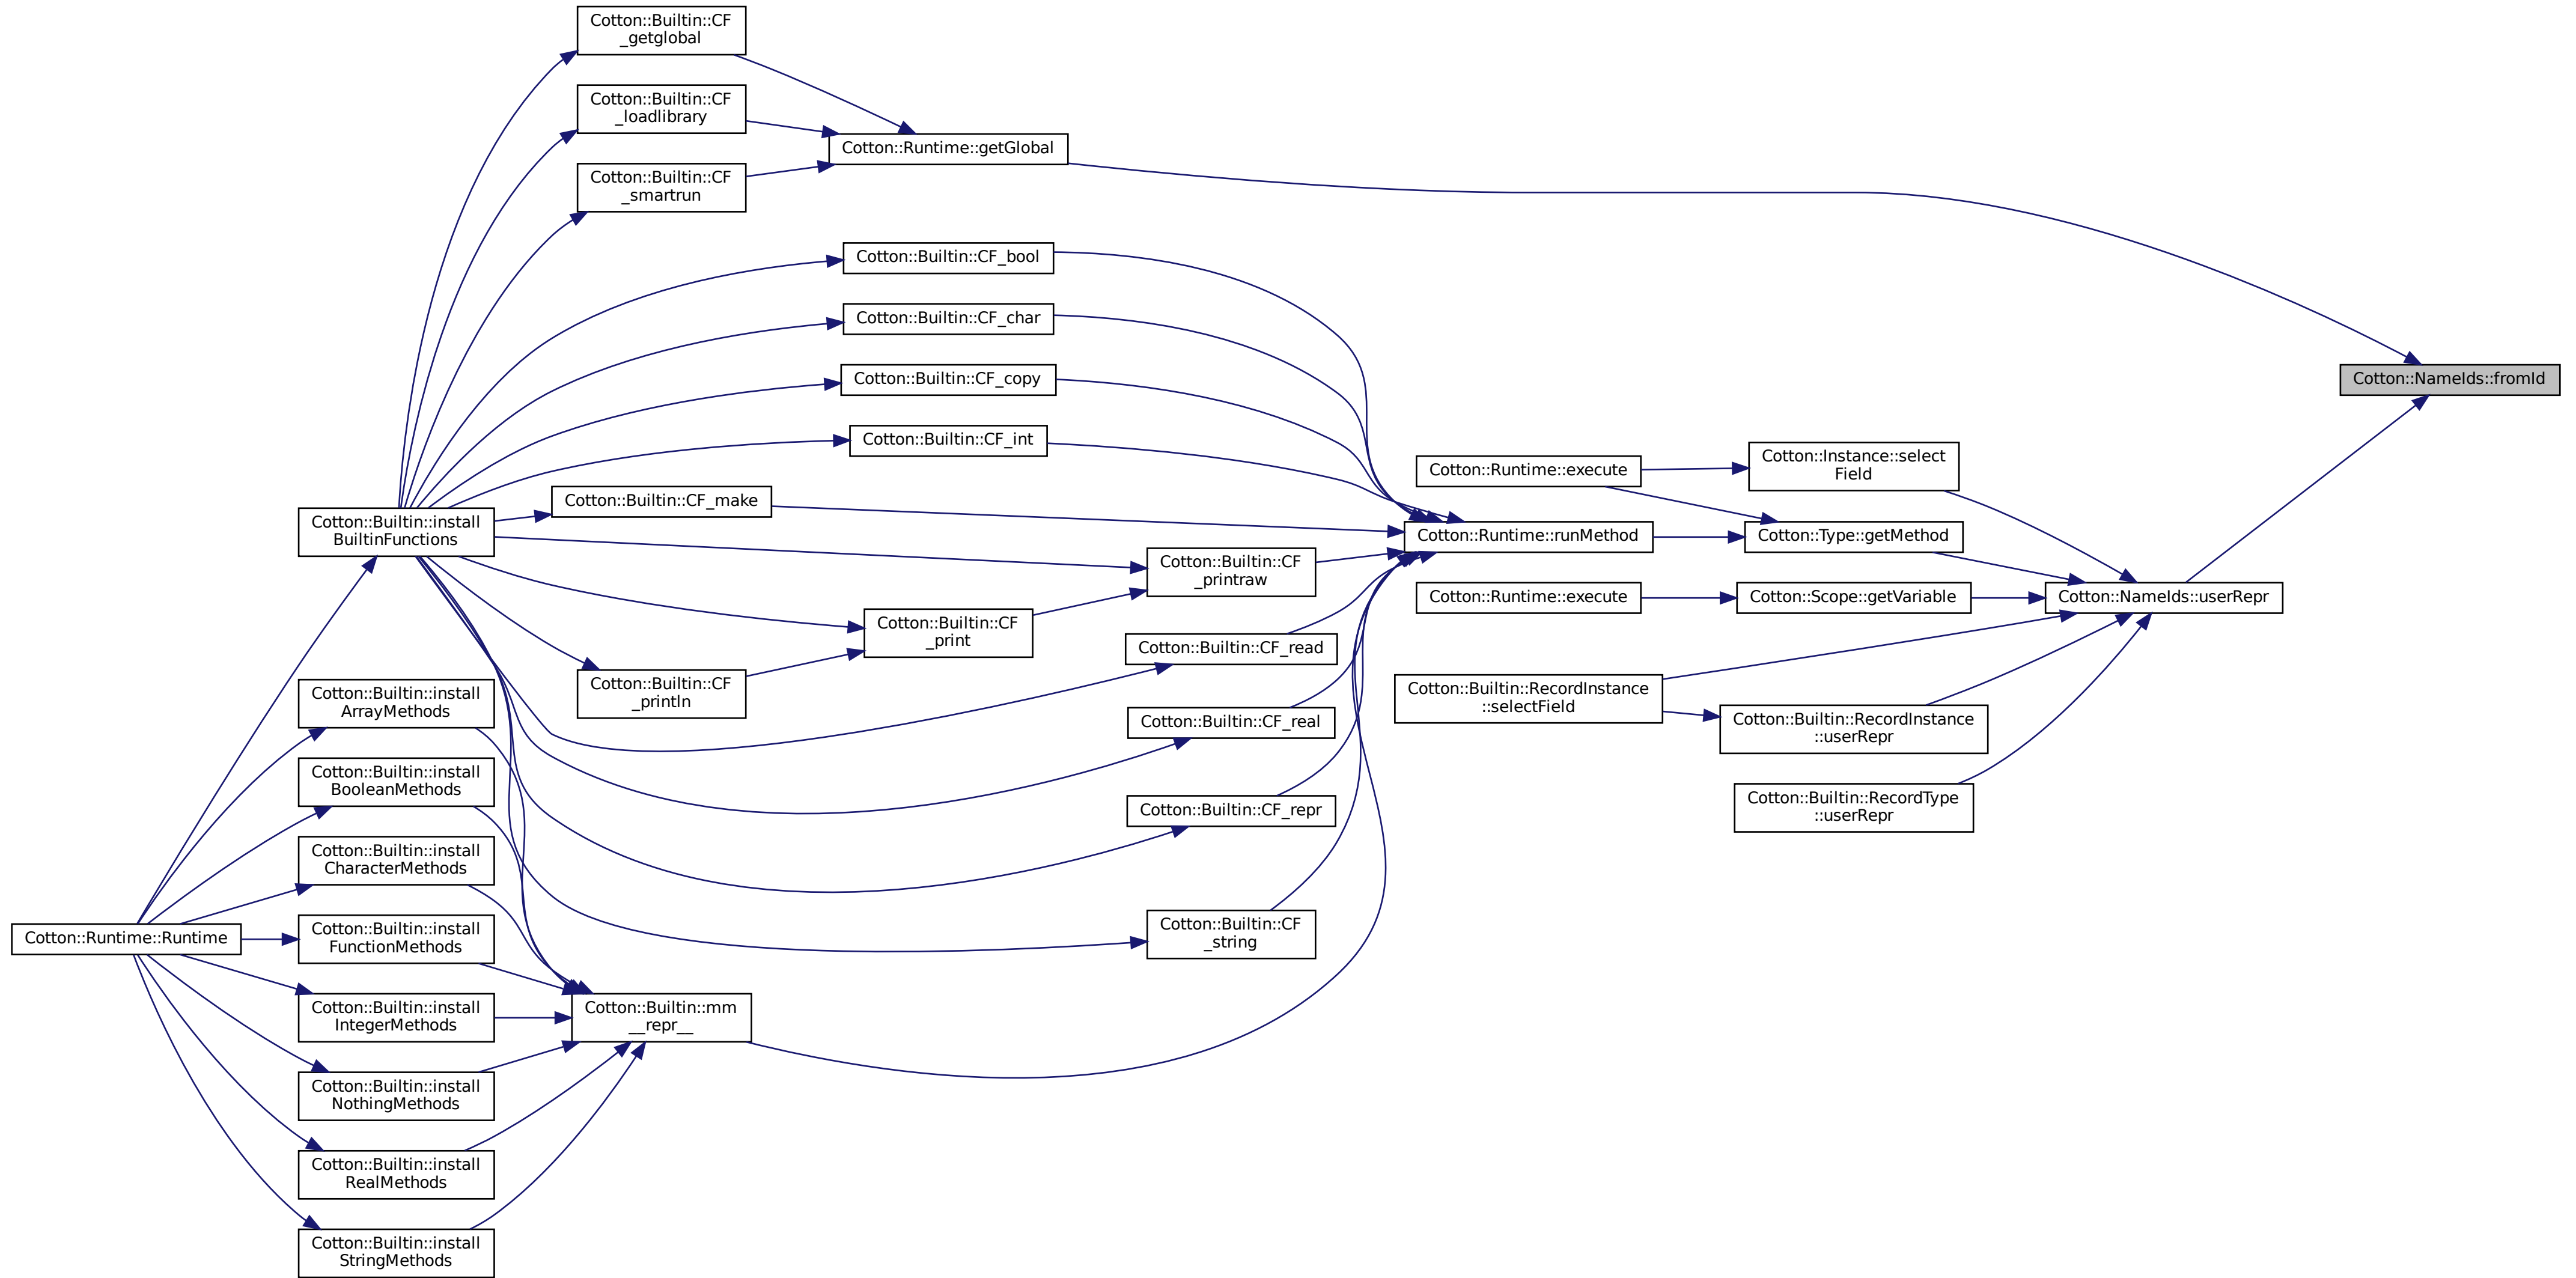 Cotton::Builtin::CF
_getglobal
Cotton::Builtin::CF
_loadlibrary
Cotton::Runtime::getGlobal
Cotton::Builtin::CF
_smartrun
Cotton::Builtin::CF_bool
Cotton::Builtin::CF_char
Cotton::Builtin::CF_copy
Cotton::NameIds::fromId
Cotton::Builtin::CF_int
Cotton::Instance::select
Field
Cotton::Runtime::execute
Cotton::Builtin::CF_make
Cotton::Builtin::install
BuiltinFunctions
Cotton::Runtime::runMethod
Cotton::Type::getMethod
Cotton::Builtin::CF
_printraw
Cotton::Runtime::execute
Cotton::Scope::getVariable
Cotton::NameIds::userRepr
Cotton::Builtin::CF
_print
Cotton::Builtin::CF_read
Cotton::Builtin::CF
_println
Cotton::Builtin::RecordInstance
::selectField
Cotton::Builtin::install
ArrayMethods
Cotton::Builtin::CF_real
Cotton::Builtin::RecordInstance
::userRepr
Cotton::Builtin::install
BooleanMethods
Cotton::Builtin::CF_repr
Cotton::Builtin::RecordType
::userRepr
Cotton::Builtin::install
CharacterMethods
Cotton::Runtime::Runtime
Cotton::Builtin::install
FunctionMethods
Cotton::Builtin::CF
_string
Cotton::Builtin::install
IntegerMethods
Cotton::Builtin::mm
__repr__
Cotton::Builtin::install
NothingMethods
Cotton::Builtin::install
RealMethods
Cotton::Builtin::install
StringMethods